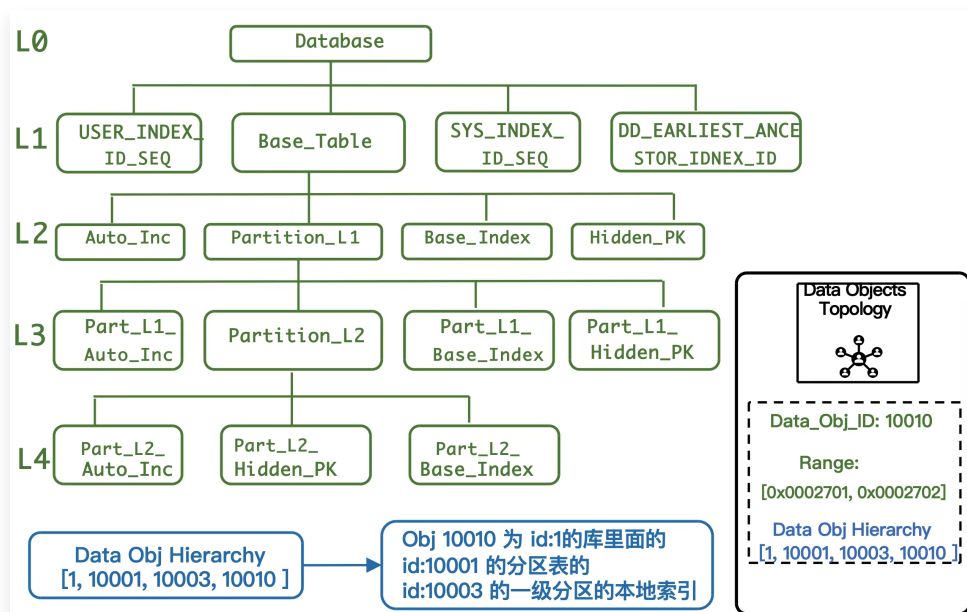 L0
Database
L1
USER_INDEX_
ID_SEQ
Base_Table
SYS_INDEX_
ID_SEQ
DD_EARLIEST_ANCE
STOR_IDNEX_ID
L2
Auto_Inc
Partition_L1
Base_Index
Hidden_PK
L3
Part_L1_
Auto_Inc
Partition_L2
Part_L1_
Base_Index
Part_L1_
Hidden_PK
L4
Part_L2_
Auto_Inc
Part_L2_
Hidden_PK
Part_L2_
Base_Index
Data Objects
Topology
Data_Obj_ID: 10010
Range:
[0x0002701, 0x0002702]
Data Obj Hierarchy
[1, 10001, 10003, 10010 ]
Data Obj Hierarchy
[1, 10001, 10003, 10010 ]
Obj 10010 为 id:1的库里面的
id:10001 的分区表的
id:10003 的一级分区的本地索引